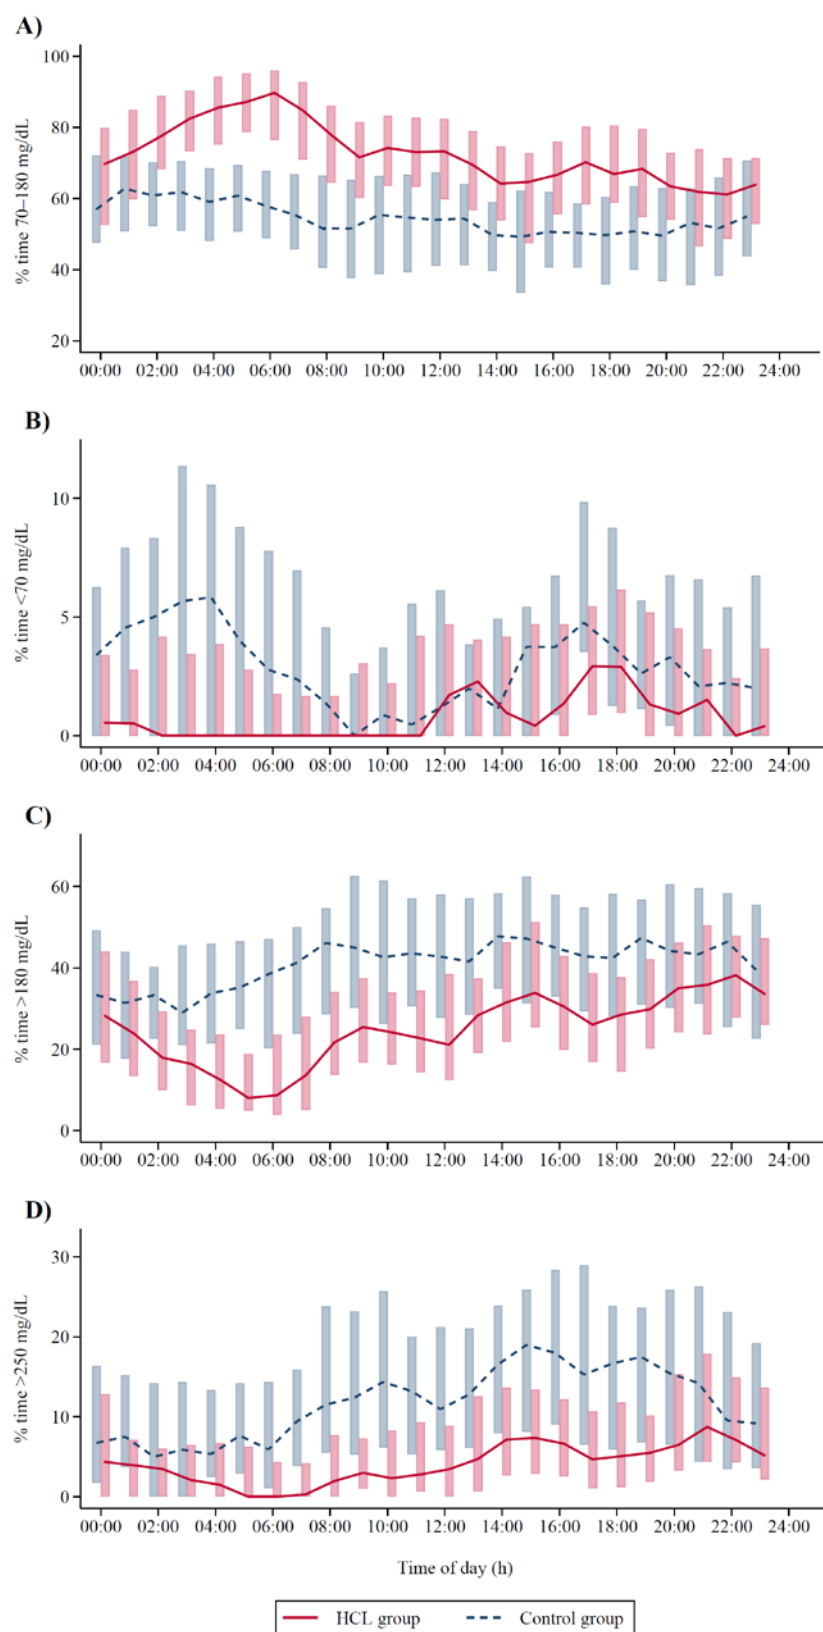 A)
% time 70–180 mg/dL
100
80
60
40
20
00:00 02:00 04:00 06:00 08:00 10:00 12:00 14:00 16:00 18:00 20:00 22:00 24:00
B)
% time <70 mg/dL
10
5
0
00:00 02:00 04:00 06:00 08:00 10:00 12:00 14:00 16:00 18:00 20:00 22:00 24:00
C)
% time >180 mg/dL
60
40
20
0
00:00 02:00 04:00 06:00 08:00 10:00 12:00 14:00 16:00 18:00 20:00 22:00 24:00
D)
% time >250 mg/dL
30
20
10
0
00:00 02:00 04:00 06:00 08:00 10:00 12:00 14:00 16:00 18:00 20:00 22:00 24:00
Time of day (h)
HCL group Control group